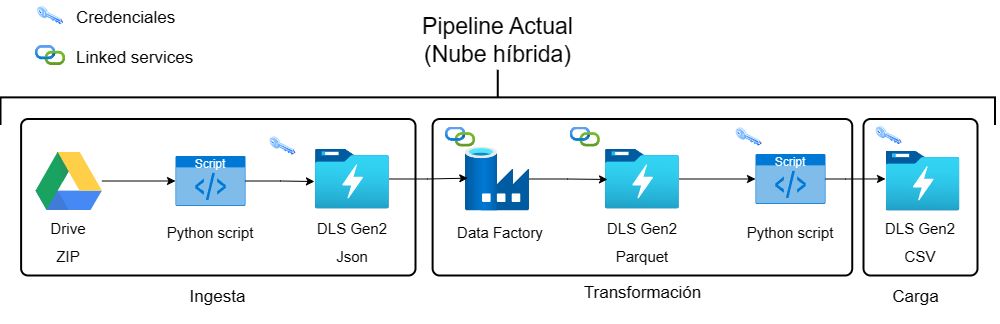 Credenciales
Linked services
Pipeline Actual
(Nube híbrida)
Script
Script
Drive
Python script
DLS Gen2
Data Factory
DLS Gen2
Python script
DLS Gen2
ZIP
Json
Parquet
CSV
Ingesta
Transformación
Carga